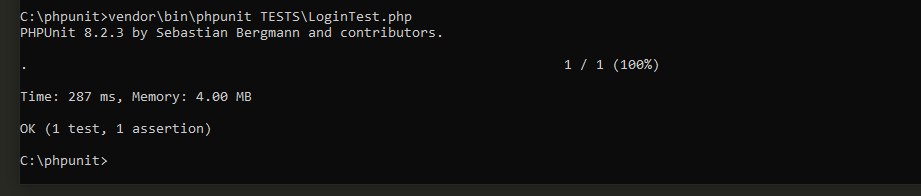 C:\phpunit>vendor\bin\phpunit TESTS\LoginTest.php
PHPUnit 8.2.3 by Sebastian Bergmann and contributors.
. 1 / 1 (100%)
Time: 287 ms, Memory: 4.00 MB
OK (1 test, 1 assertion)
C:\phpunit>